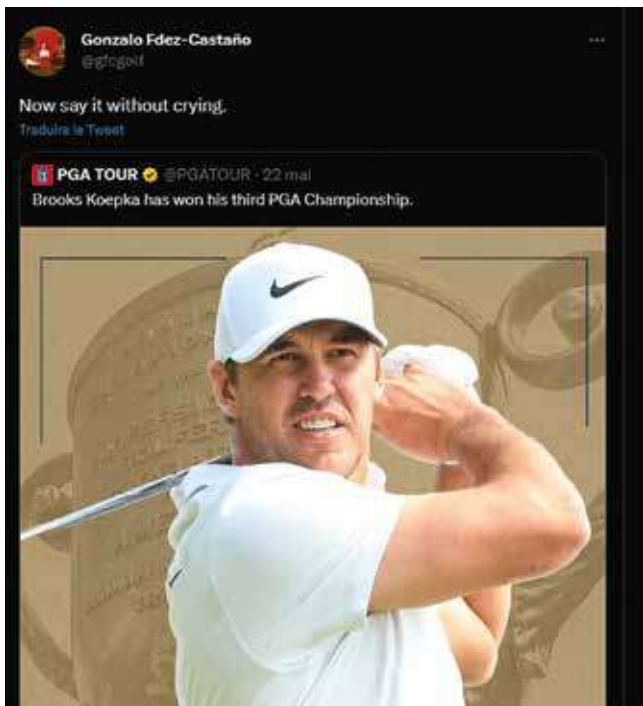 Gonzalo Fdez-Castaño
@gfcgolf
Now say it without crying.
Traduire le Tweet
PGA TOUR @PGATOUR · 22 mai
Brooks Koepka has won his third PGA Championship.